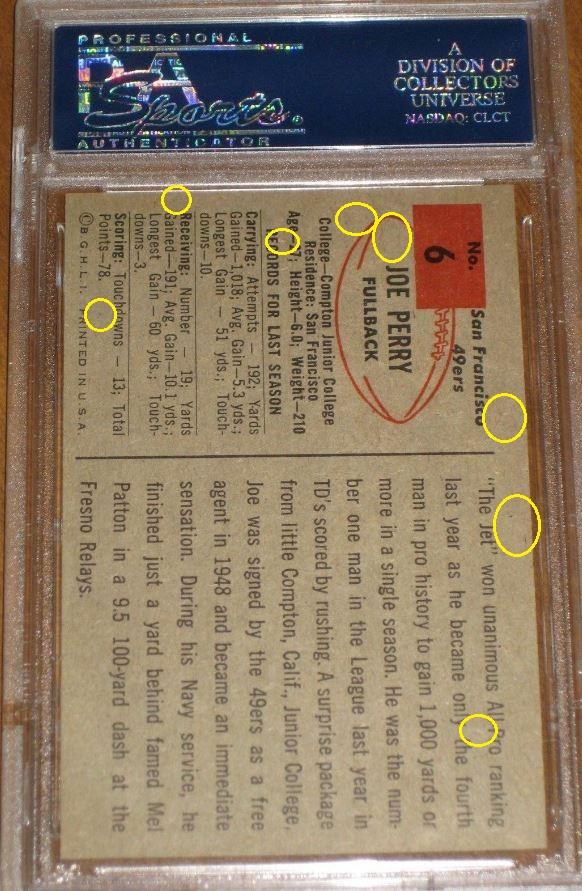 PROFESSIONAL
Sports
AUTHENTICATOR
A
DIVISION OF
COLLECTORS
UNIVERSE
NASDAQ: CLCT
No.
6
San Francisco
49ers
JOE PERRY
FULLBACK
College—Compton Junior College
Residence: San Francisco
Age—27; Height—6.0; Weight—210
RECORDS FOR LAST SEASON
Carrying: Attempts — 192; Yards
Gained—1,018; Avg. Gain—5.3 yds.;
Longest Gain — 51 yds.; Touch-
downs—10.
Receiving: Number — 19; Yards
Gained—191; Avg. Gain—10.1 yds.;
Longest Gain — 60 yds.; Touch-
downs—3.
Scoring: Touchdowns — 13; Total
Points—78.
©B.G.H.L.I. PRINTED IN U.S.A.
"The Jet" won unanimous All-Pro ranking
last year as he became only the fourth
man in pro history to gain 1,000 yards or
more in a single season. He was the num-
ber one man in the League last year in
TD's scored by rushing. A surprise package
from little Compton, Calif., Junior College,
Joe was signed by the 49ers as a free
agent in 1948 and became an immediate
sensation. During his Navy service, he
finished just a yard behind famed Mel
Patton in a 9.5 100-yard dash at the
Fresno Relays.